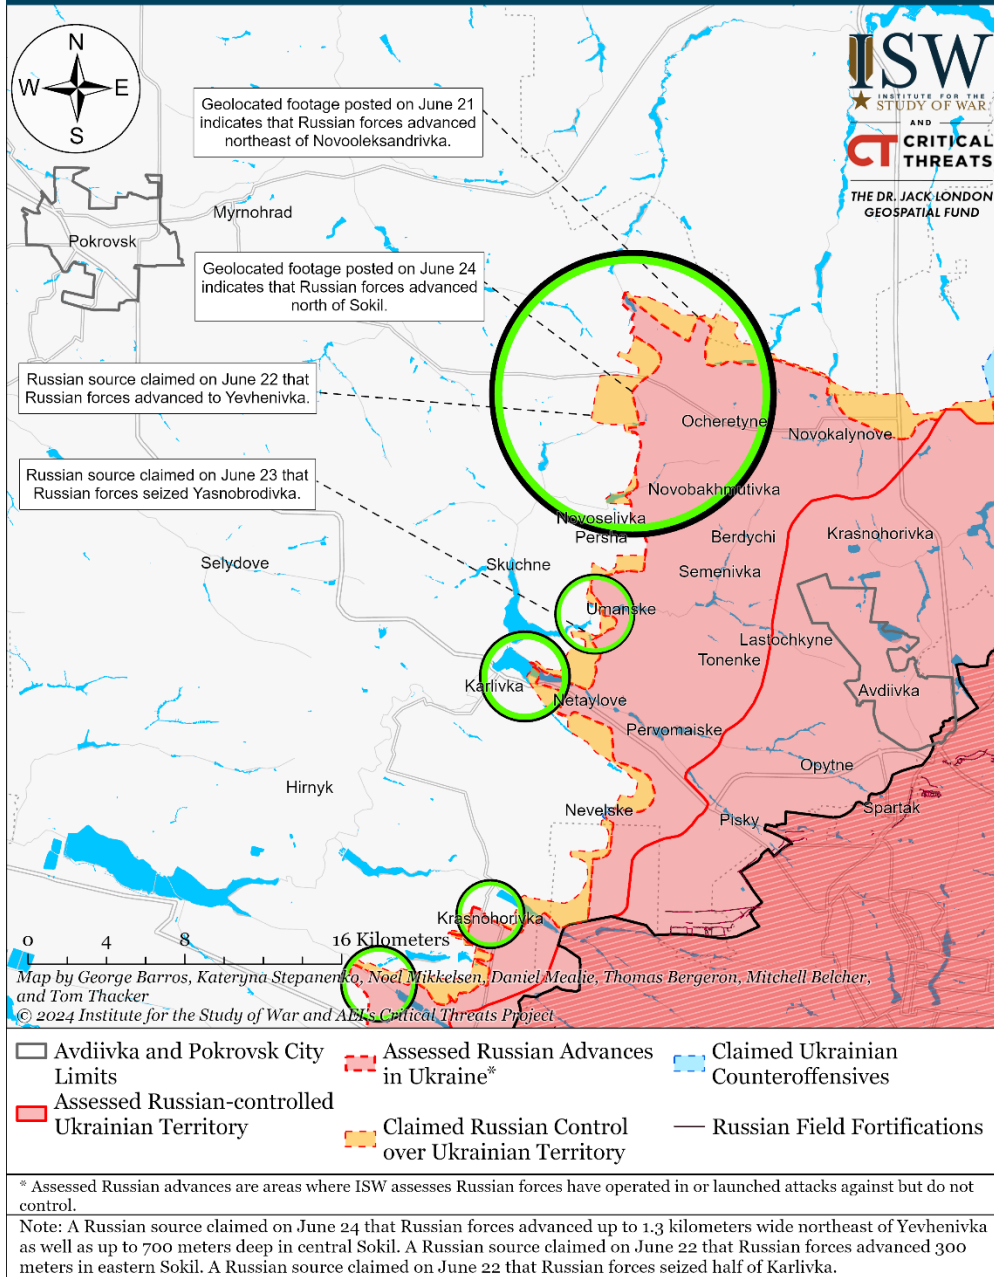 N
W E
S
ISW
INSTITUTE FOR THE
STUDY OF WAR
AND
CT CRITICAL
THREATS
THE DR. JACK LONDON
GEOSPATIAL FUND
Geolocated footage posted on June 21
indicates that Russian forces advanced
northeast of Novooleksandrivka.
Myrnohrad
Pokrovsk
Geolocated footage posted on June 24
indicates that Russian forces advanced
north of Sokil.
Russian source claimed on June 22 that
Russian forces advanced to Yevhenivka.
Ocheretyne
Novokalynove
Russian source claimed on June 23 that
Russian forces seized Yasnobrodivka.
Novobakhmutivka
Novoselivka
Persha
Berdychi
Krasnohorivka
Selydove
Skuchne
Semenivka
Umanske
Lastochkyne
Tonenke
Karlivka
Avdiivka
Netaylove
Pervomaiske
Opytne
Hirnyk
Nevelske
Spartak
Pisky
Krasnohorivka
0 4 8 16 Kilometers
Map by George Barros, Kateryna Stepanenko, Noel Mikkelsen, Daniel Mealie, Thomas Bergeron, Mitchell Belcher,
and Tom Thacker
© 2024 Institute for the Study of War and AEI's Critical Threats Project
Avdiivka and Pokrovsk City
Limits
Assessed Russian-controlled
Ukrainian Territory
Assessed Russian Advances
in Ukraine*
Claimed Russian Control
over Ukrainian Territory
Claimed Ukrainian
Counteroffensives
Russian Field Fortifications
* Assessed Russian advances are areas where ISW assesses Russian forces have operated in or launched attacks against but do not
control.
Note: A Russian source claimed on June 24 that Russian forces advanced up to 1.3 kilometers wide northeast of Yevhenivka
as well as up to 700 meters deep in central Sokil. A Russian source claimed on June 22 that Russian forces advanced 300
meters in eastern Sokil. A Russian source claimed on June 22 that Russian forces seized half of Karlivka.